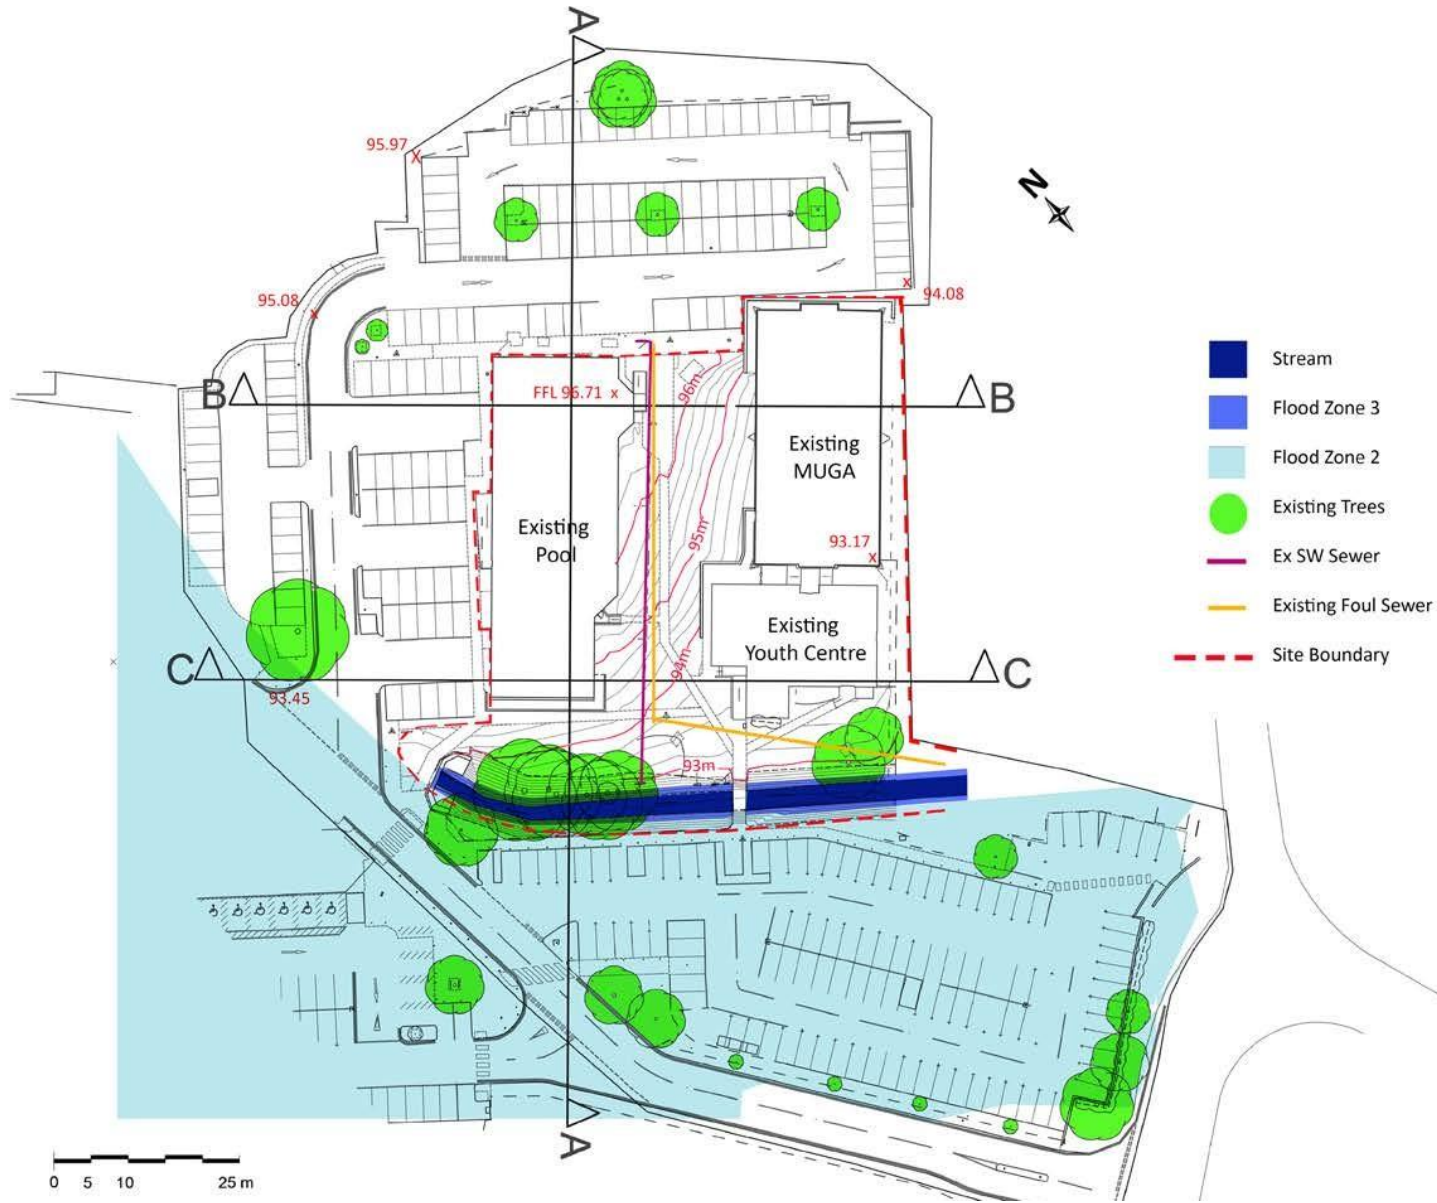 A
95.97
N
95.08
94.08
B
FFL 96.71 x
96m
B
Existing
MUGA
95m
93.17
Existing
Pool
Existing
Youth Centre
94m
C
C
93.45
93m
A
Stream
Flood Zone 3
Flood Zone 2
Existing Trees
Ex SW Sewer
Existing Foul Sewer
Site Boundary
0 5 10 25 m